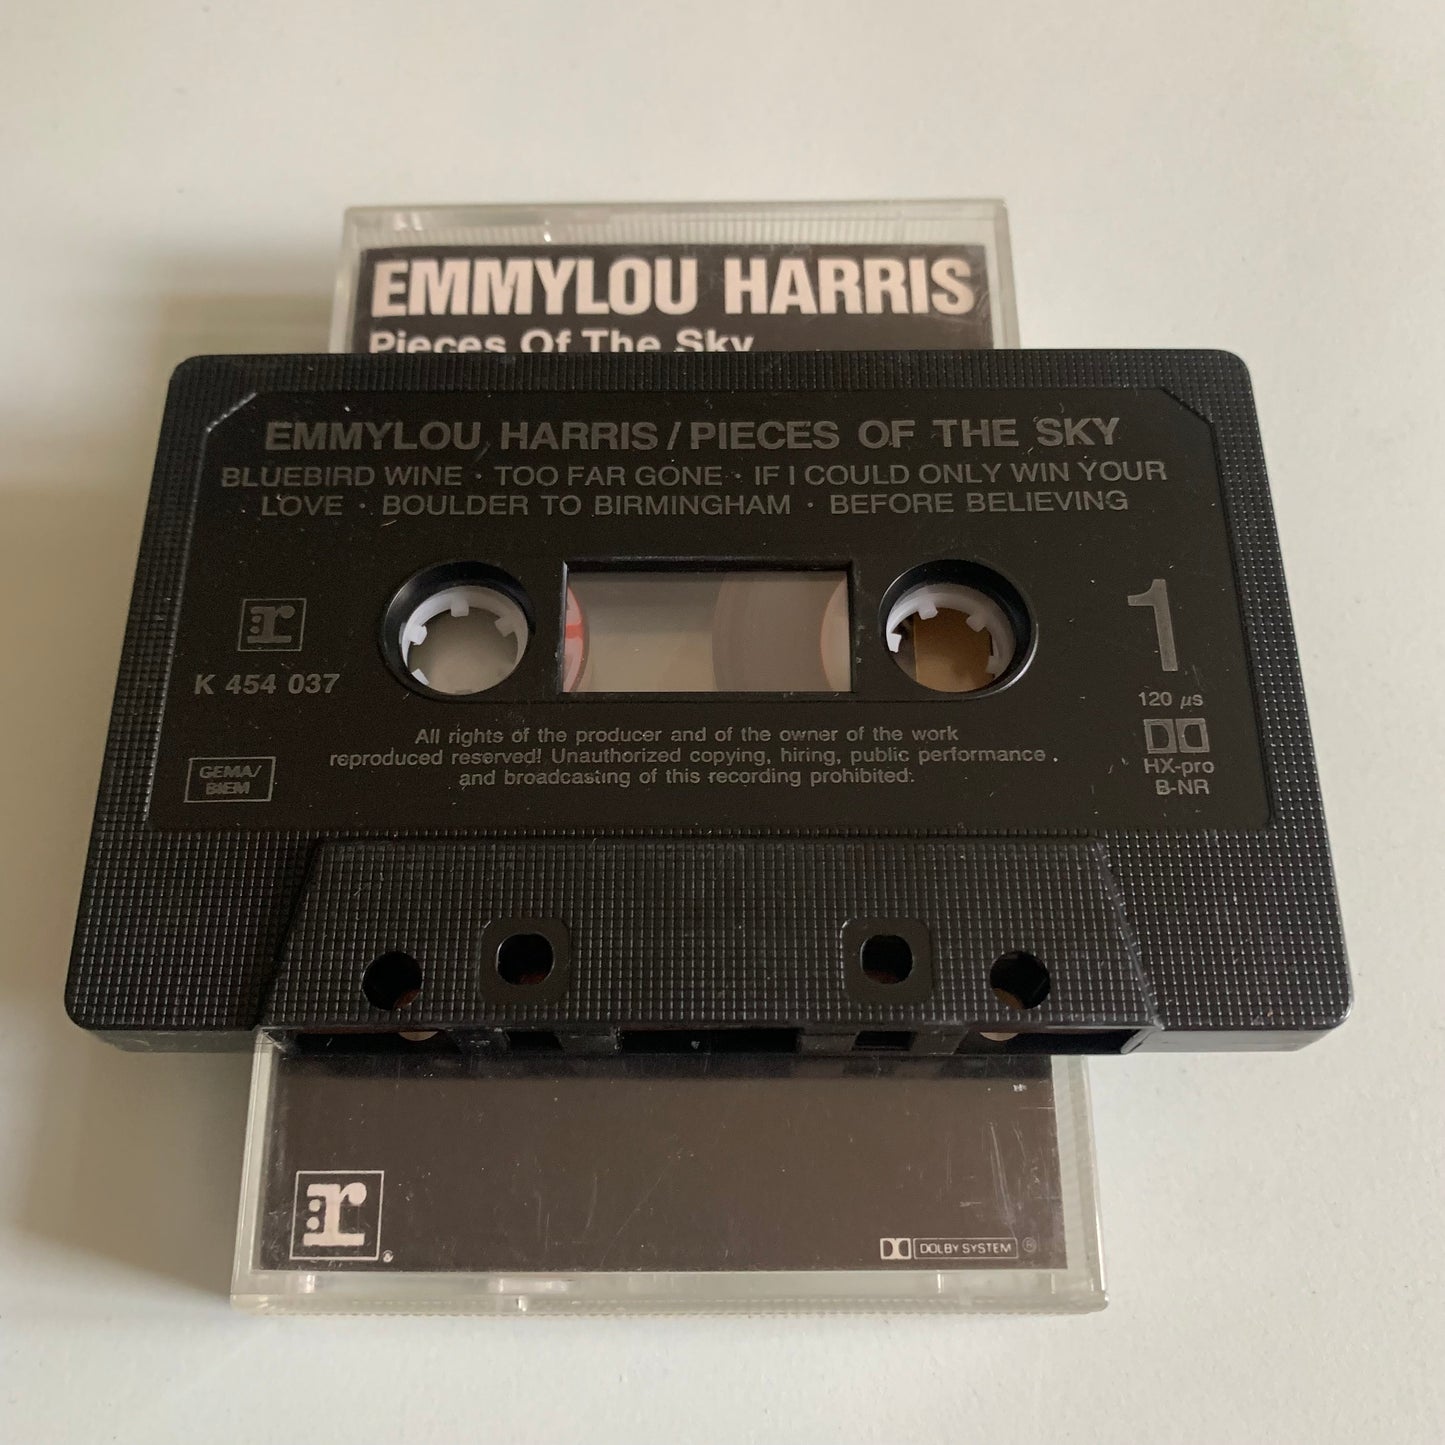 EMMYLOU HARRIS
Pieces Of The Sky
EMMYLOU HARRIS/PIECES OF THE SKY
BLUEBIRD WINE · TOO FAR GONE · IF I COULD ONLY WIN YOUR
LOVE · BOULDER TO BIRMINGHAM · BEFORE BELIEVING
r
K 454 037
1
120 µs
HX-pro
B-NR
GEMA/
BIEM
All rights of the producer and of the owner of the work
reproduced reserved! Unauthorized copying, hiring, public performance
and broadcasting of this recording prohibited.
r ®
DOLBY SYSTEM ®